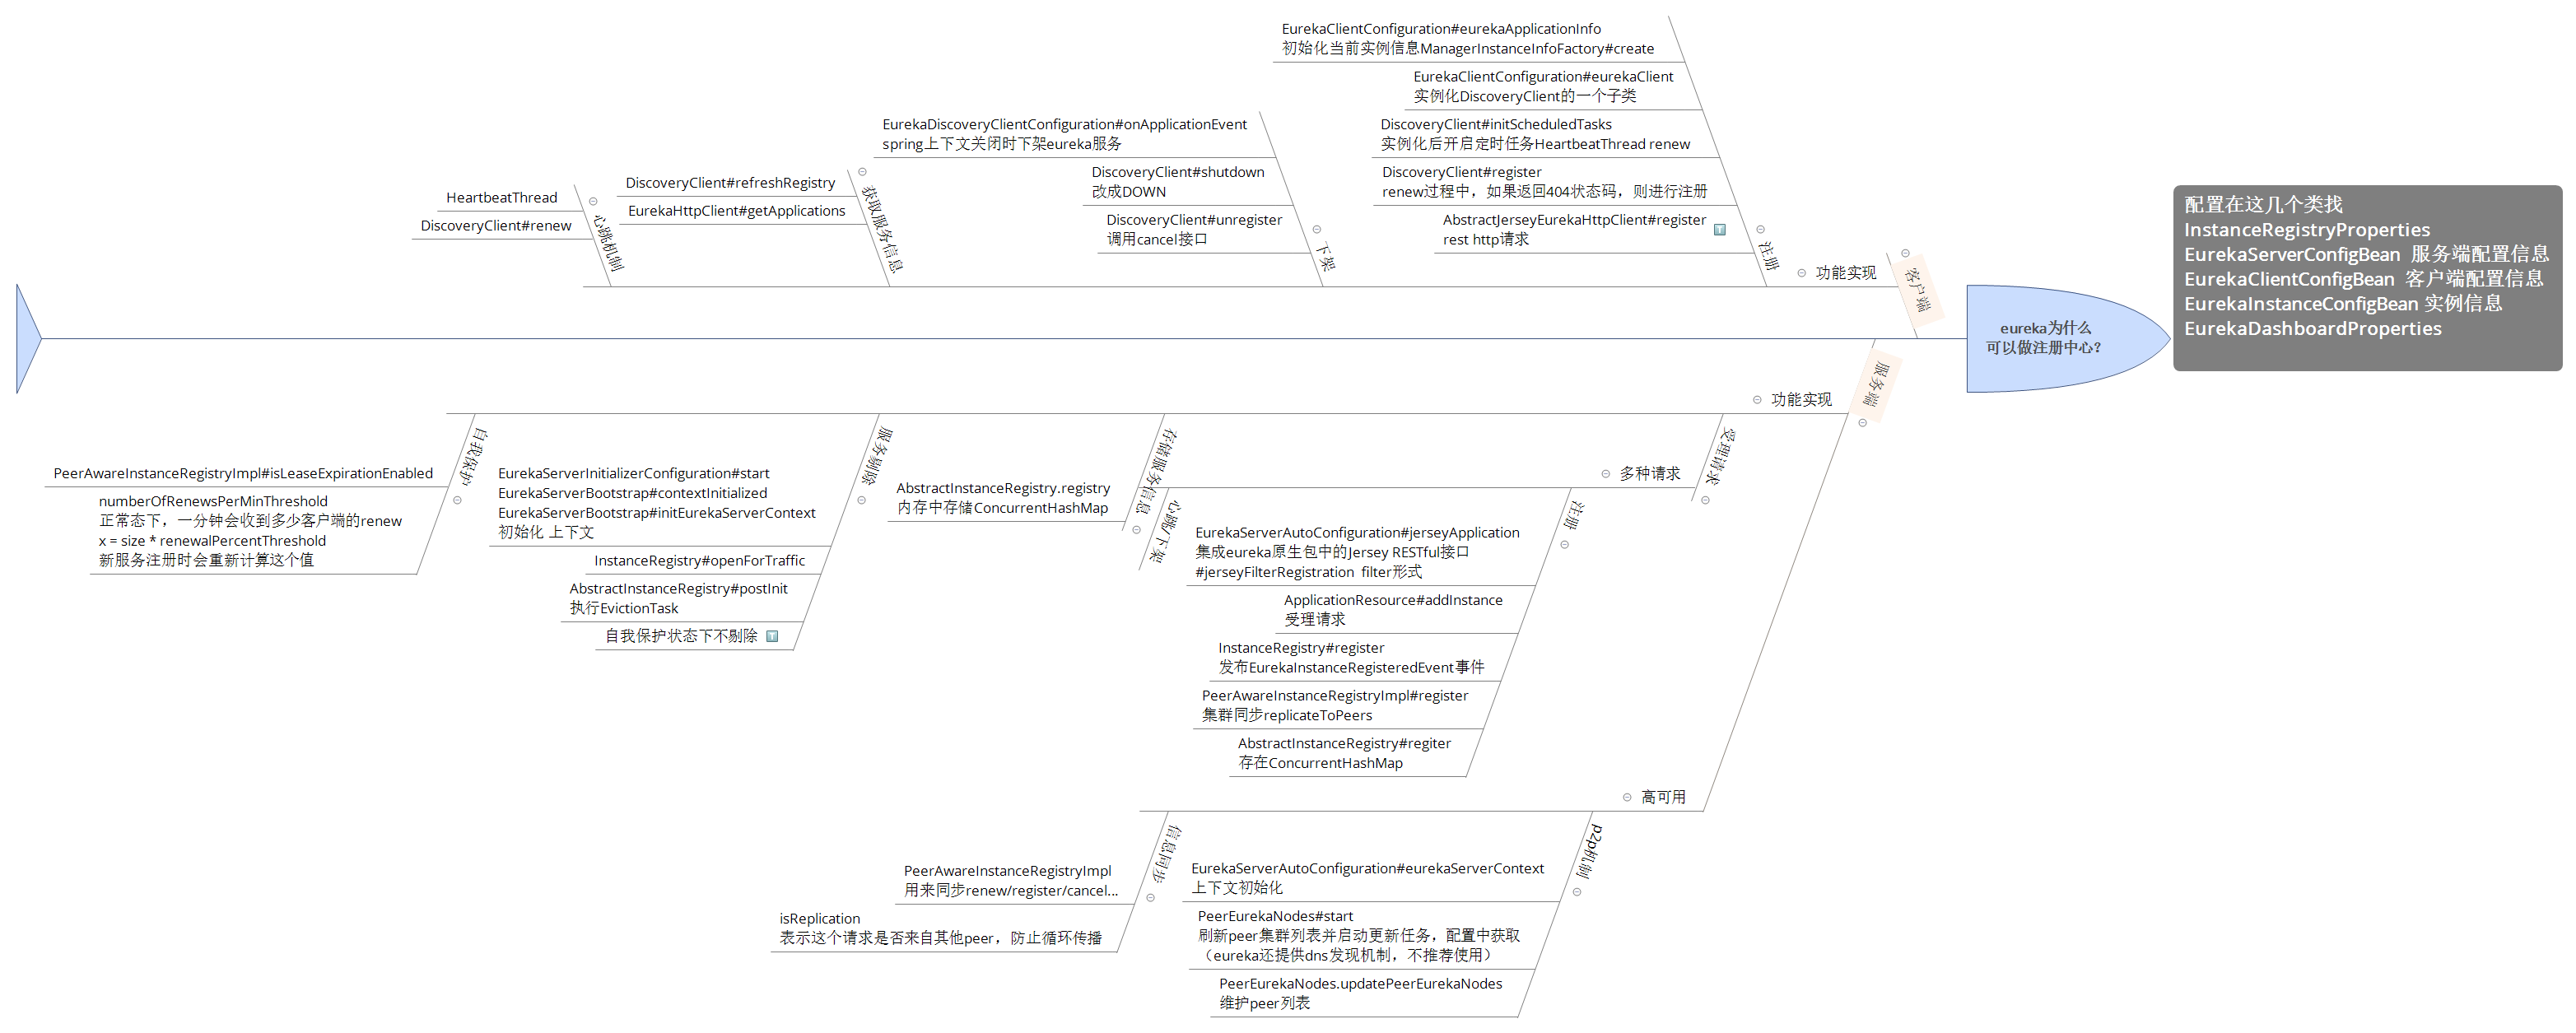 EurekaClientConfiguration#eurekaApplicationInfo
初始化当前实例信息ManagerInstanceInfoFactory#create
EurekaClientConfiguration#eurekaClient
实例化DiscoveryClient的一个子类
DiscoveryClient#initScheduledTasks
实例化后开启定时任务HeartbeatThread renew
DiscoveryClient#register
renew过程中，如果返回404状态码，则进行注册
AbstractJerseyEurekaHttpClient#register
rest http请求
注册
EurekaDiscoveryClientConfiguration#onApplicationEvent
spring上下文关闭时下架eureka服务
DiscoveryClient#shutdown
改成DOWN
DiscoveryClient#unregister
调用cancel接口
下架
DiscoveryClient#refreshRegistry
EurekaHttpClient#getApplications
获取服务信息
HeartbeatThread
DiscoveryClient#renew
心跳机制
功能实现
客户端
eureka为什么
可以做注册中心？
配置在这几个类找
InstanceRegistryProperties
EurekaServerConfigBean 服务端配置信息
EurekaClientConfigBean 客户端配置信息
EurekaInstanceConfigBean 实例信息
EurekaDashboardProperties
服务端
功能实现
受理请求
多种请求
注册
EurekaServerAutoConfiguration#jerseyApplication
集成eureka原生包中的Jersey RESTful接口
#jerseyFilterRegistration filter形式
ApplicationResource#addInstance
受理请求
InstanceRegistry#register
发布EurekaInstanceRegisteredEvent事件
PeerAwareInstanceRegistryImpl#register
集群同步replicateToPeers
AbstractInstanceRegistry#regiter
存在ConcurrentHashMap
心跳/下架
存储服务信息
AbstractInstanceRegistry.registry
内存中存储ConcurrentHashMap
服务剔除
EurekaServerInitializerConfiguration#start
EurekaServerBootstrap#contextInitialized
EurekaServerBootstrap#initEurekaServerContext
初始化 上下文
InstanceRegistry#openForTraffic
AbstractInstanceRegistry#postInit
执行EvictionTask
自我保护状态下不剔除
自我保护
PeerAwareInstanceRegistryImpl#isLeaseExpirationEnabled
numberOfRenewsPerMinThreshold
正常态下，一分钟会收到多少客户端的renew
x = size * renewalPercentThreshold
新服务注册时会重新计算这个值
高可用
p2p机制
EurekaServerAutoConfiguration#eurekaServerContext
上下文初始化
PeerEurekaNodes#start
刷新peer集群列表并启动更新任务，配置中获取
（eureka还提供dns发现机制，不推荐使用）
PeerEurekaNodes.updatePeerEurekaNodes
维护peer列表
信息同步
PeerAwareInstanceRegistryImpl
用来同步renew/register/cancel...
isReplication
表示这个请求是否来自其他peer，防止循环传播